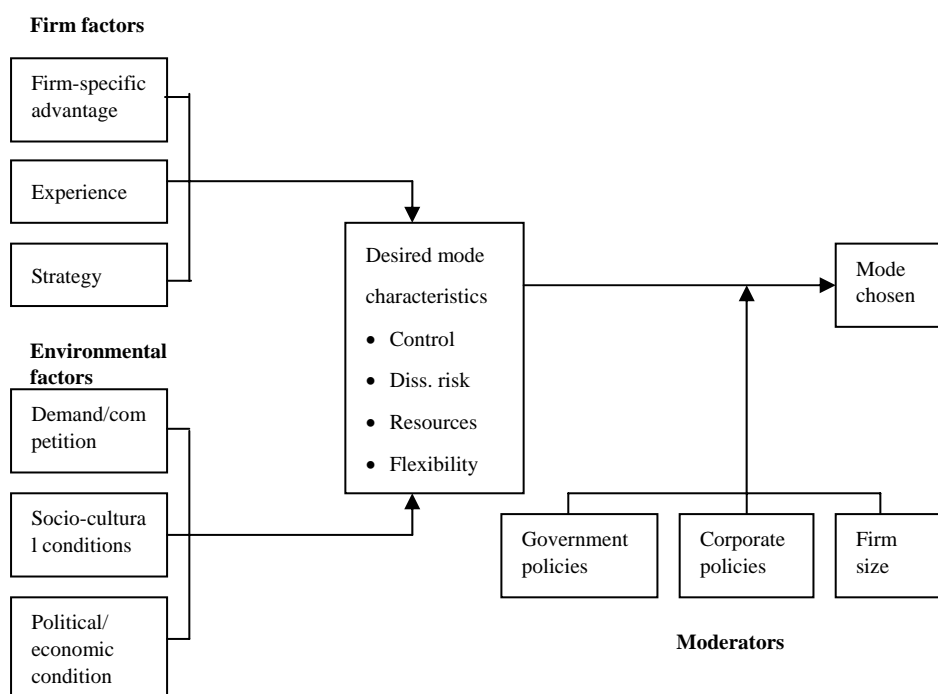 Firm factors
Firm-specific
advantage
Experience
Strategy
Environmental
factors
Demand/com
petition
Socio-cultura
l conditions
Political/
economic
condition
Desired mode
characteristics
• Control
• Diss. risk
• Resources
• Flexibility
Mode
chosen
Government
policies
Corporate
policies
Firm
size
Moderators